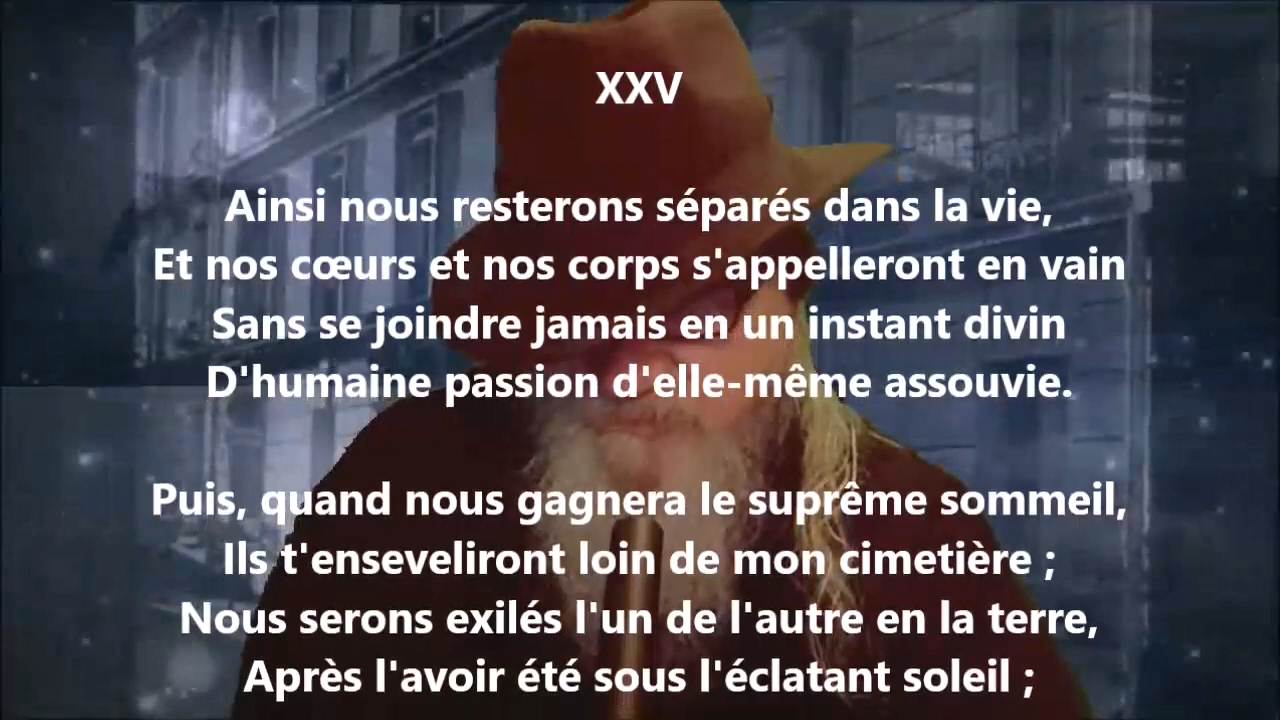 XXV
Ainsi nous resterons séparés dans la vie,
Et nos cœurs et nos corps s'appelleront en vain
Sans se joindre jamais en un instant divin
D'humaine passion d'elle-même assouvie.
Puis, quand nous gagnera le suprême sommeil,
Ils t'enseveliront loin de mon cimetière ;
Nous serons exilés l'un de l'autre en la terre,
Après l'avoir été sous l'éclatant soleil ;